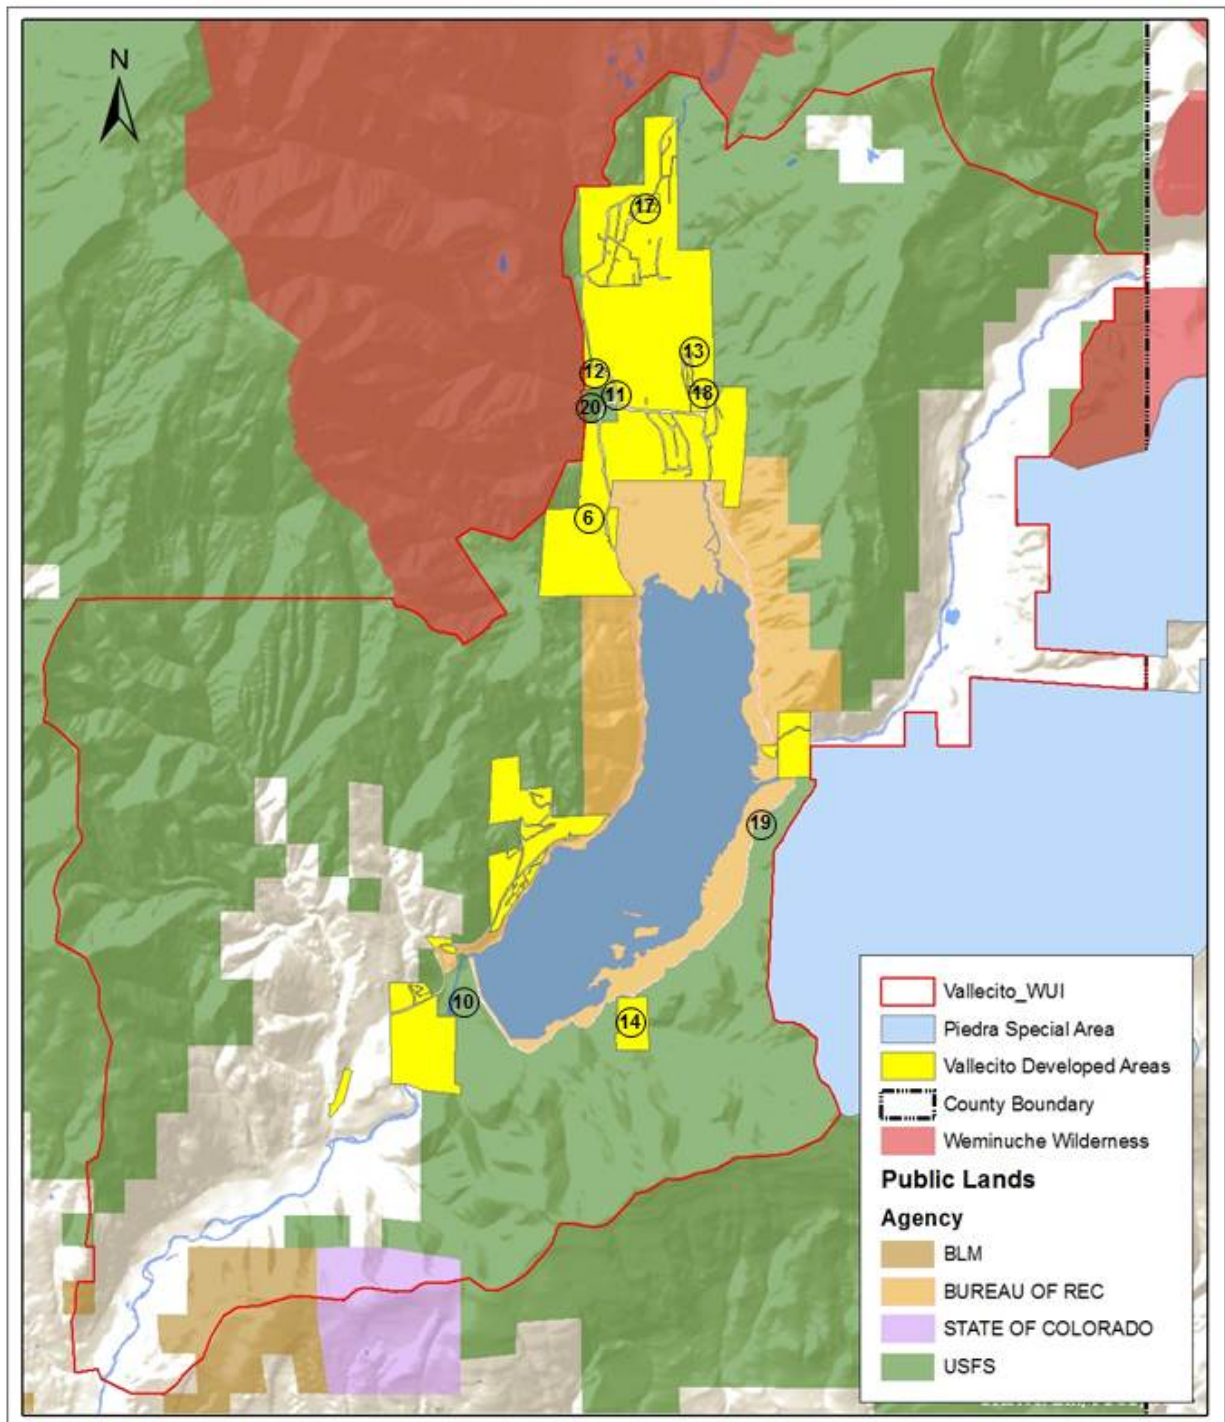 N
17
13
12
11
18
20
6
19
10
14
Vallecito_WUI
Piedra Special Area
Vallecito Developed Areas
County Boundary
Weminuche Wilderness
Public Lands
Agency
BLM
BUREAU OF REC
STATE OF COLORADO
USFS